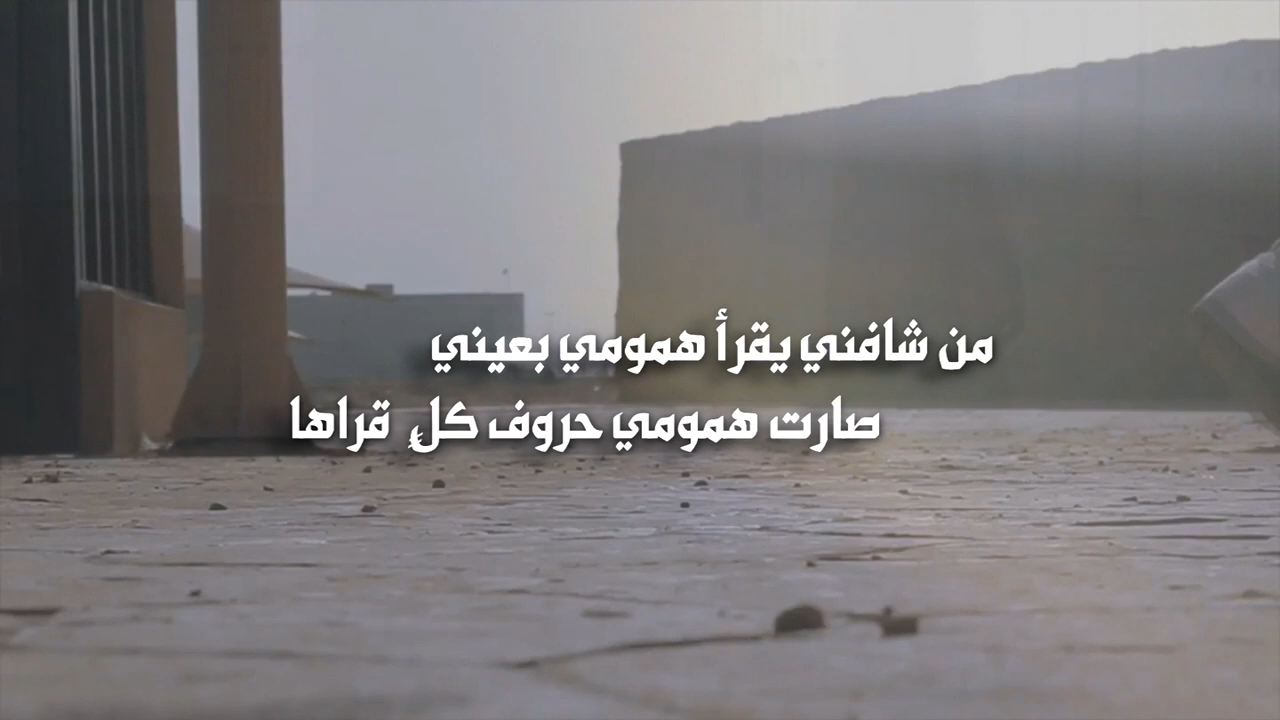 من شافني يقرأ همومي بعيني
صارت همومي حروف كلٍ قراها